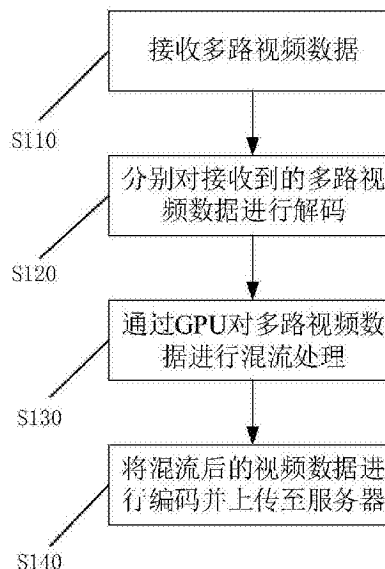 接收多路视频数据
S110
分别对接收到的多路视
频数据进行解码
S120
通过GPU对多路视频数
据进行混流处理
S130
将混流后的视频数据进
行编码并上传至服务器
S140